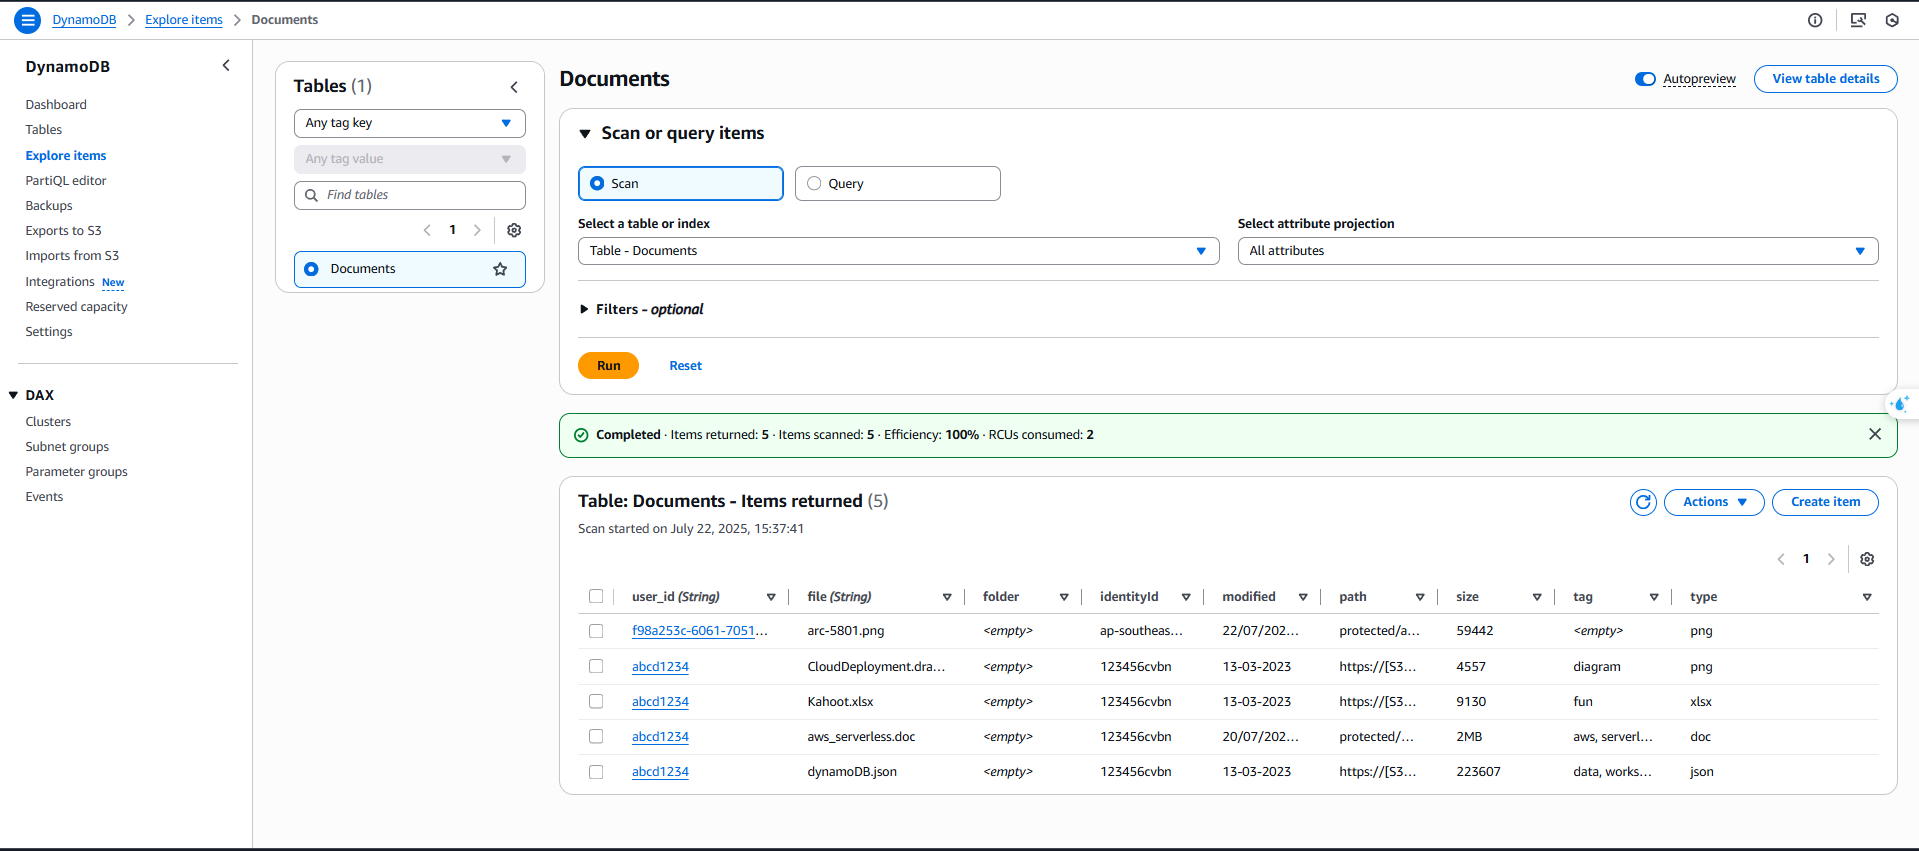 DynamoDB > Explore items > Documents
DynamoDB
Dashboard
Tables
Explore items
PartiQL editor
Backups
Exports to S3
Imports from S3
Integrations New
Reserved capacity
Settings
DAX
Clusters
Subnet groups
Parameter groups
Events
Tables (1)
Any tag key
Any tag value
Find tables
1
Documents
Documents
Autopreview
View table details
Scan or query items
Scan
Query
Select a table or index
Table - Documents
Select attribute projection
All attributes
Filters - optional
Run
Reset
Completed · Items returned: 5 · Items scanned: 5 · Efficiency: 100% · RCUs consumed: 2
Table: Documents - Items returned (5)
Scan started on July 22, 2025, 15:37:41
Actions
Create item
1
user_id (String) file (String) folder identityId modified path size tag type
f98a253c-6061-7051... arc-5801.png <empty> ap-southeas... 22/07/202... protected/a... 59442 <empty> png
abcd1234 CloudDeployment.dra... <empty> 123456cvbn 13-03-2023 https://[S3... 4557 diagram png
abcd1234 Kahoot.xlsx <empty> 123456cvbn 13-03-2023 https://[S3... 9130 fun xlsx
abcd1234 aws_serverless.doc <empty> 123456cvbn 20/07/202... protected/... 2MB aws, serverl... doc
abcd1234 dynamoDB.json <empty> 123456cvbn 13-03-2023 https://[S3... 223607 data, works... json